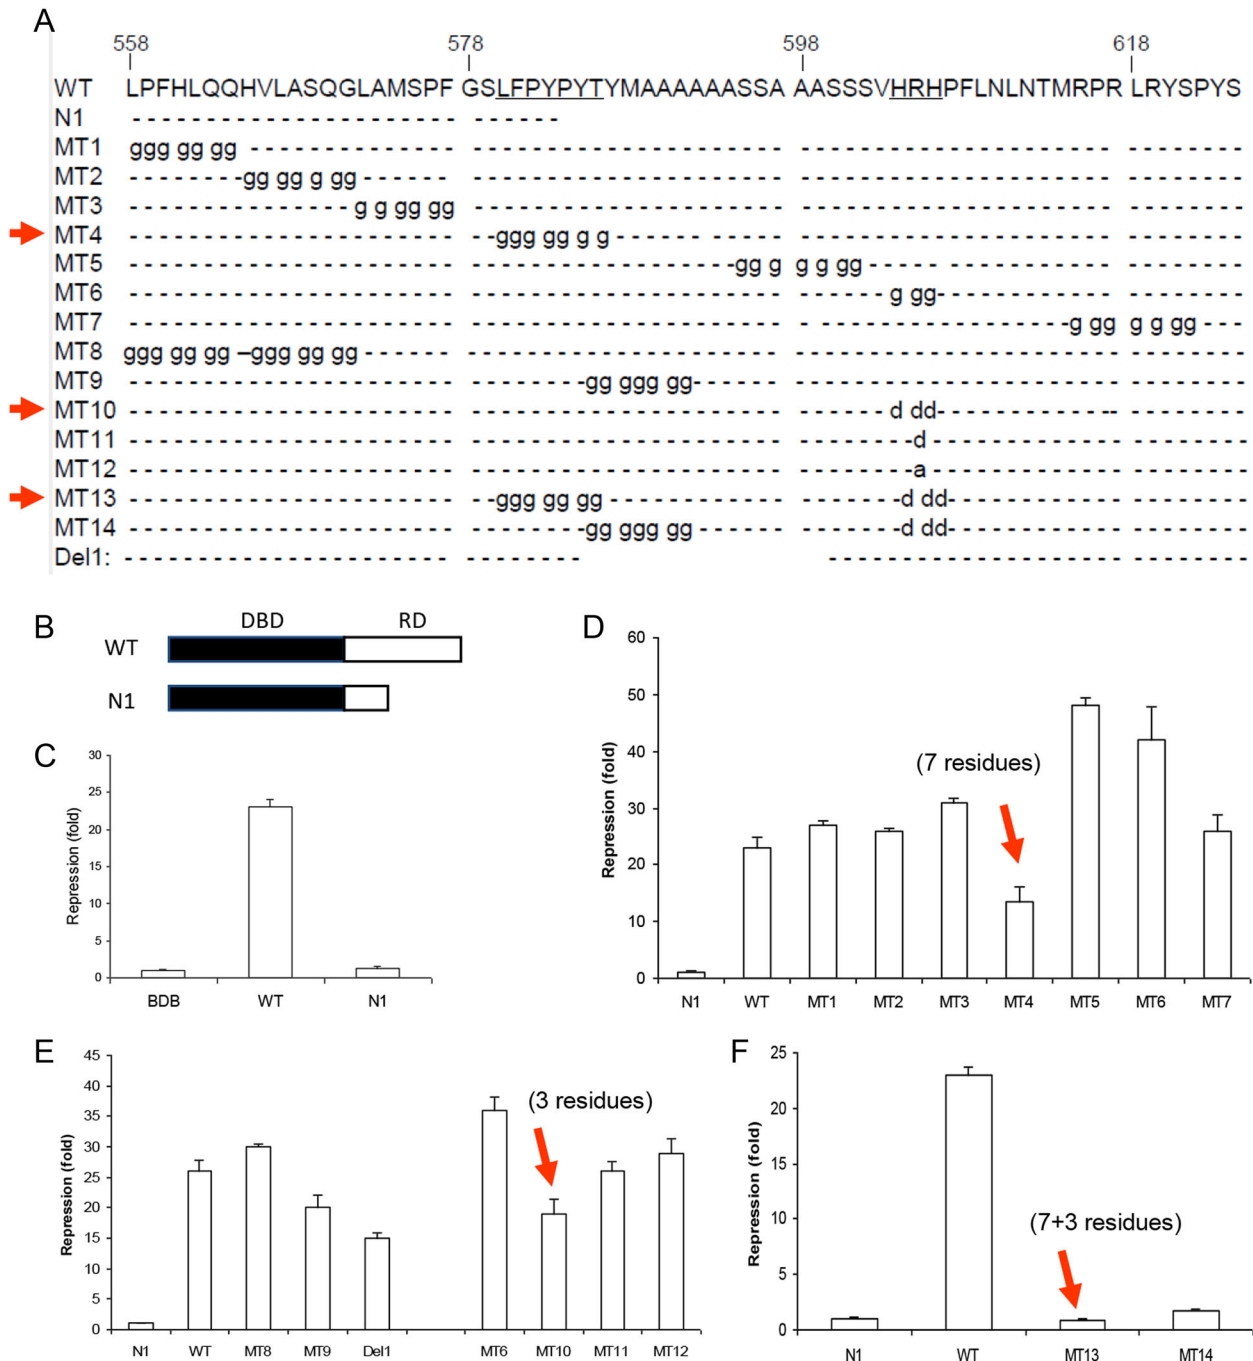 A
558 578 598 618
WT LPFHLQQHVLASQGLAMSPF GSLFPYPYTYMAAAAAASSA AASSSVHRHPFLNLNTMRPR LRYSPYS
N1 - - - - - - - - - - - - - - - - - - - - - - - - - -
MT1 ggg gg gg - - - - - - - - - - - - - - - - - - - - - - - - - - - - - - - - - - - - - - - - - - - - - - - - - - - - - - - - - -
MT2 - - - - - - -gg gg g gg - - - - - - - - - - - - - - - - - - - - - - - - - - - - - - - - - - - - - - - - - - - - - - - - - - -
MT3 - - - - - - - - - - - - - - g g gg gg - - - - - - - - - - - - - - - - - - - - - - - - - - - - - - - - - - - - - - - - - - - -
MT4 - - - - - - - - - - - - - - - - - - - - - -ggg gg g g - - - - - - - - - - - - - - - - - - - - - - - - - - - - - - - - - - -
MT5 - - - - - - - - - - - - - - - - - - - - - - - - - - - - - - - - - - - - gg g g g gg - - - - - - - - - - - - - - - - - - - -
MT6 - - - - - - - - - - - - - - - - - - - - - - - - - - - - - - - - - - - - - - - - - - - - - - g gg- - - - - - - - - - - - - - - - -
MT7 - - - - - - - - - - - - - - - - - - - - - - - - - - - - - - - - - - - - - - - - - - - - - - - - - - - - - - -g gg g g gg - - -
MT8 ggg gg gg –ggg gg gg - - - - - - - - - - - - - - - - - - - - - - - - - - - - - - - - - - - - - - - - - - - - - - - - - -
MT9 - - - - - - - - - - - - - - - - - - - - - - - - - - -gg ggg gg- - - - - - - - - - - - - - - - - - - - - - - - - - - - - - - -
MT10 - - - - - - - - - - - - - - - - - - - - - - - - - - - - - - - - - - - - - - - - - - - - - d dd- - - - - - - - - - -- - - - - - - -
MT11 - - - - - - - - - - - - - - - - - - - - - - - - - - - - - - - - - - - - - - - - - - - - - - -d - - - - - - - - - - - - - - - - - -
MT12 - - - - - - - - - - - - - - - - - - - - - - - - - - - - - - - - - - - - - - - - - - - - - - - a - - - - - - - - - - - - - - - - - -
MT13 - - - - - - - - - - - - - - - - - - - - - -ggg gg gg - - - - - - - - - - - - - - - - - -d dd- - - - - - - - - - - - - - - - - -
MT14 - - - - - - - - - - - - - - - - - - - - - - - - - - -gg ggg gg - - - - - - - - - - - - -d dd- - - - - - - - - - - - - - - - - -
Del1: - - - - - - - - - - - - - - - - - - - - - - - - - - - - - - - - - - - - - - - - - - - - - - - - - - - -
B
DBD RD
WT
N1
C
Repression (fold)
30
25
20
15
10
5
0
BDB WT N1
D
Repression (fold)
60
50
40
30
20
10
0
(7 residues)
N1 WT MT1 MT2 MT3 MT4 MT5 MT6 MT7
E
Repression (fold)
45
40
35
30
25
20
15
10
5
0
(3 residues)
N1 WT MT8 MT9 Del1 MT6 MT10 MT11 MT12
F
Repression (fold)
25
20
15
10
5
0
(7+3 residues)
N1 WT MT13 MT14